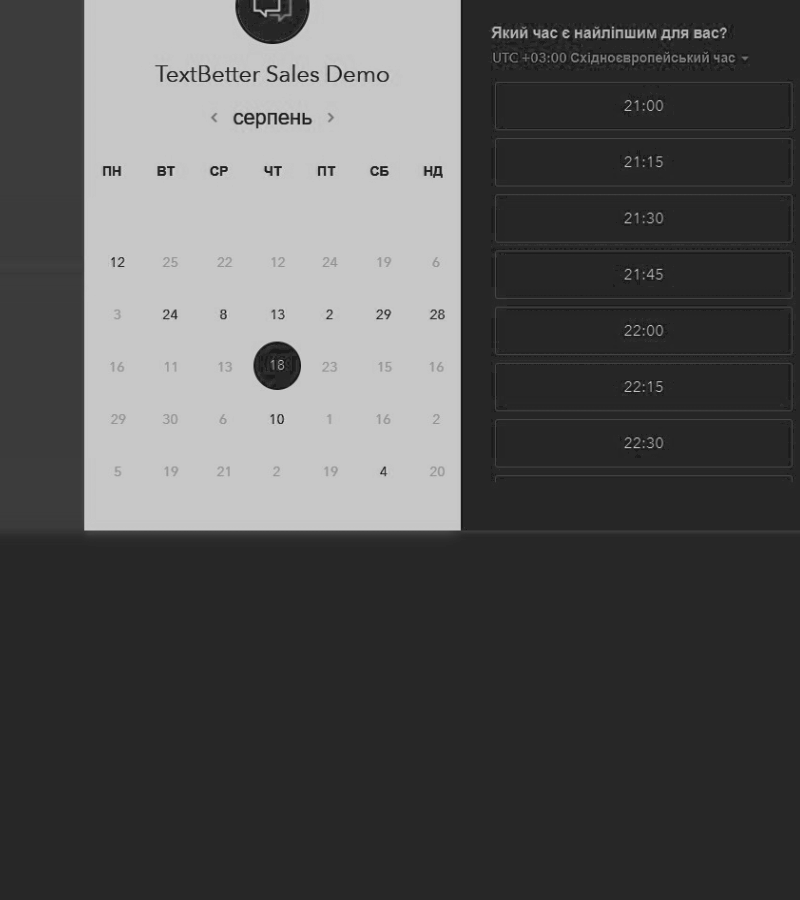 TextBetter Sales Demo
‹ серпень ›
ПН ВТ СР ЧТ ПТ СБ НД
12 25 22 12 24 19 6
3 24 8 13 2 29 28
16 11 13 18 23 15 16
29 30 6 10 1 16 2
5 19 21 2 19 4 20
Який час є найліпшим для вас?
UTC +03:00 Східноєвропейський час
21:00
21:15
21:30
21:45
22:00
22:15
22:30